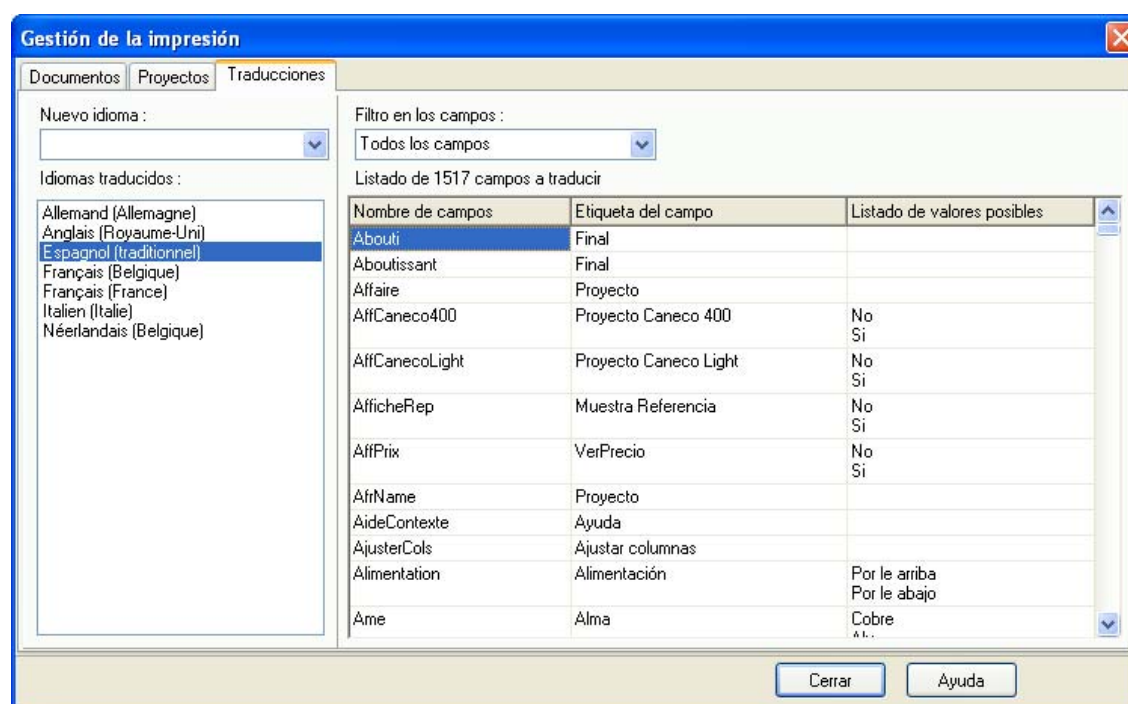 Gestión de la impresión
Documentos Proyectos Traducciones
Nuevo idioma :
Idiomas traducidos :
Allemand (Allemagne)
Anglais (Royaume-Uni)
Espagnol (traditionnel)
Français (Belgique)
Français (France)
Italien (Italie)
Néerlandais (Belgique)
Filtro en los campos :
Todos los campos
Listado de 1517 campos a traducir
Nombre de campos Etiqueta del campo Listado de valores posibles
Abouti Final
Aboutissant Final
Affaire Proyecto
AffCaneco400 Proyecto Caneco 400 No
Si
AffCanecoLight Proyecto Caneco Light No
Si
AfficheRep Muestra Referencia No
Si
AffPrix VerPrecio No
Si
AfrName Proyecto
AideContexte Ayuda
AjusterCols Ajustar columnas
Alimentation Alimentación Por le arriba
Por le abajo
Ame Alma Cobre
Cerrar Ayuda